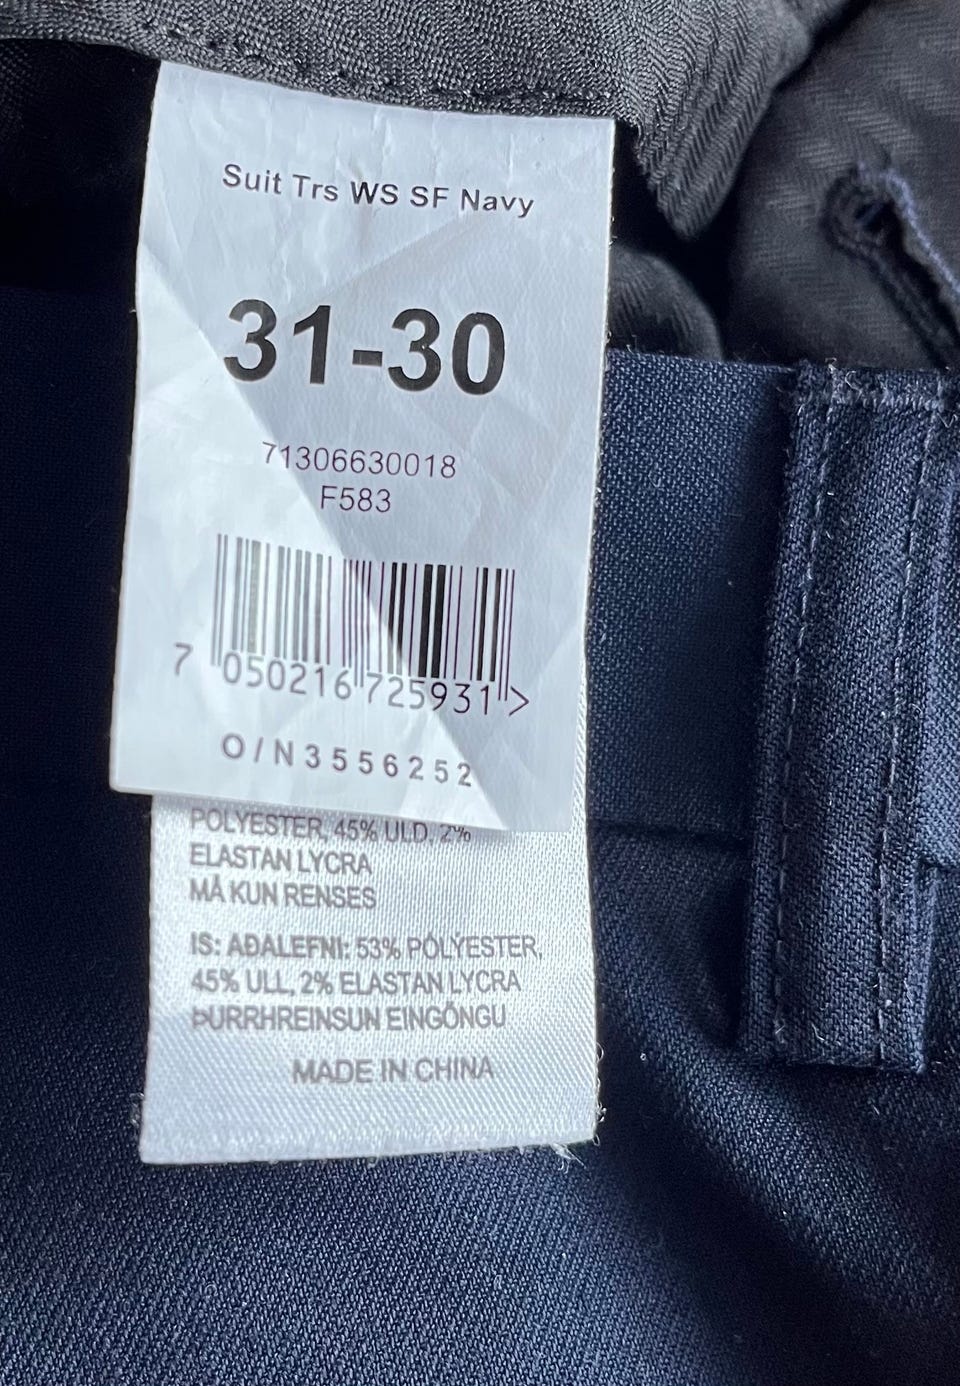 Suit Trs WS SF Navy
31-30
71306630018
F583
7 050216 725931 >
O/N3556252
POLYESTER, 45% ULD. 2%
ELASTAN LYCRA
MÅ KUN RENSES
IS: AÐALEFNI: 53% PÓLÝESTER,
45% ULL, 2% ELASTAN LYCRA
ÞURRHREINSUN EINGÖNGU
MADE IN CHINA